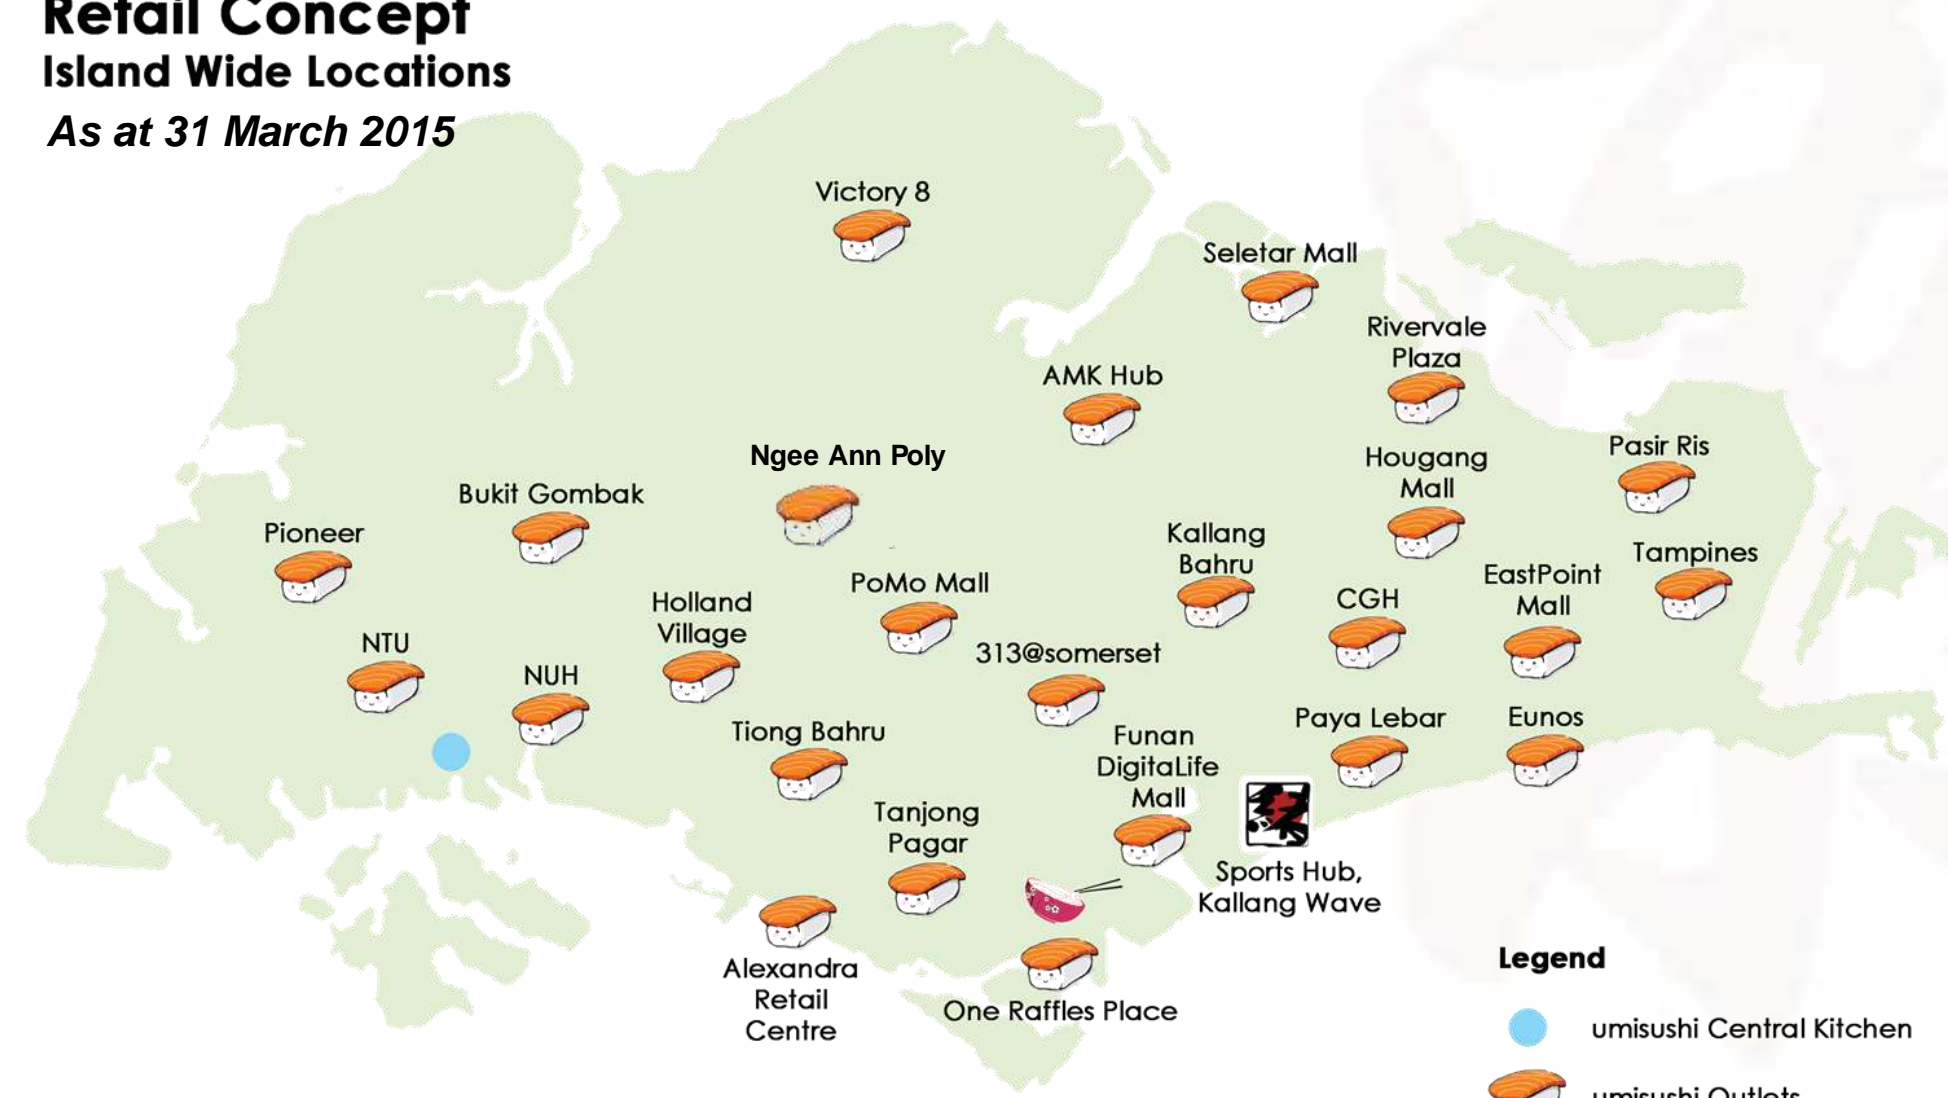 Retail Concept
Island Wide Locations
As at 31 March 2015
Victory 8
Seletar Mall
Rivervale
Plaza
AMK Hub
Ngee Ann Poly
Hougang
Mall
Pasir Ris
Bukit Gombak
Pioneer
Kallang
Bahru
Tampines
EastPoint
Mall
PoMo Mall
CGH
Holland
Village
NTU
313@somerset
NUH
Tiong Bahru
Funan
DigitaLife
Mall
Paya Lebar
Eunos
Tanjong
Pagar
Sports Hub,
Kallang Wave
Alexandra
Retail
Centre
One Raffles Place
Legend
umisushi Central Kitchen
umisushi Outlets